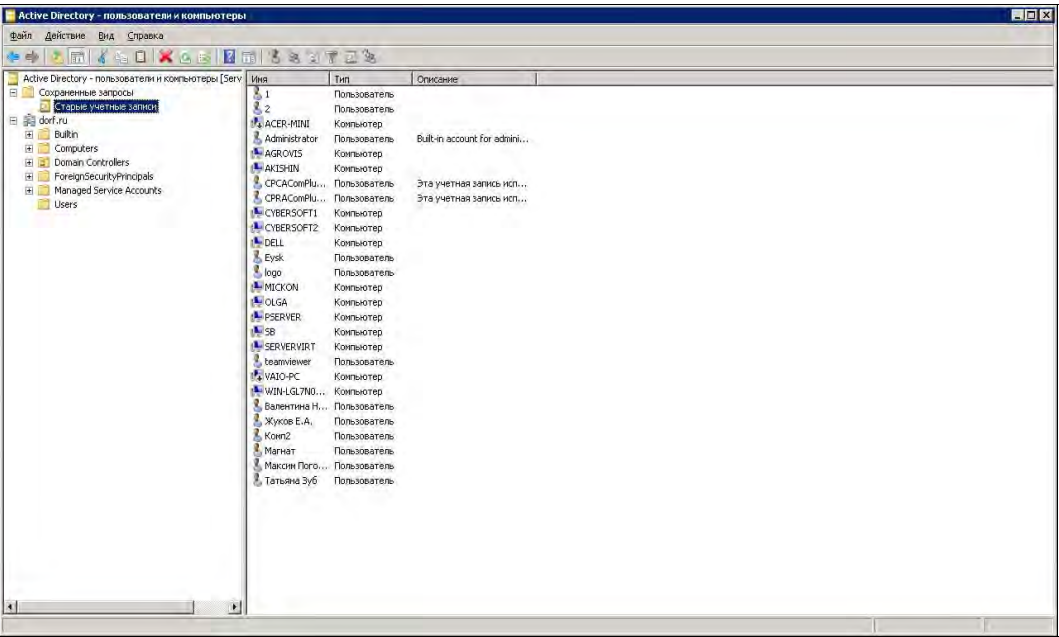 Active Directory - пользователи и компьютеры
Файл Действие Вид Справка
Active Directory - пользователи и компьютеры [Serv
Сохраненные запросы
Старые учетные записи
dorf.ru
Builtin
Computers
Domain Controllers
ForeignSecurityPrincipals
Managed Service Accounts
Users
Имя Тип Описание
1 Пользователь
2 Пользователь
ACER-MINI Компьютер
Administrator Пользователь Built-in account for admini...
AGROVIS Компьютер
AKISHIN Компьютер
CPCAComPlu... Пользователь Эта учетная запись исп...
CPRAComPlu... Пользователь Эта учетная запись исп...
CYBERSOFT1 Компьютер
CYBERSOFT2 Компьютер
DELL Компьютер
Eysk Пользователь
logo Пользователь
MICKON Компьютер
OLGA Компьютер
PSERVER Компьютер
SB Компьютер
SERVERVIRT Компьютер
teamviewer Пользователь
VAIO-PC Компьютер
WIN-LGL7N0... Компьютер
Валентина Н... Пользователь
Жуков Е.А. Пользователь
Комп2 Пользователь
Магнат Пользователь
Максим Пого... Пользователь
Татьяна Зуб Пользователь